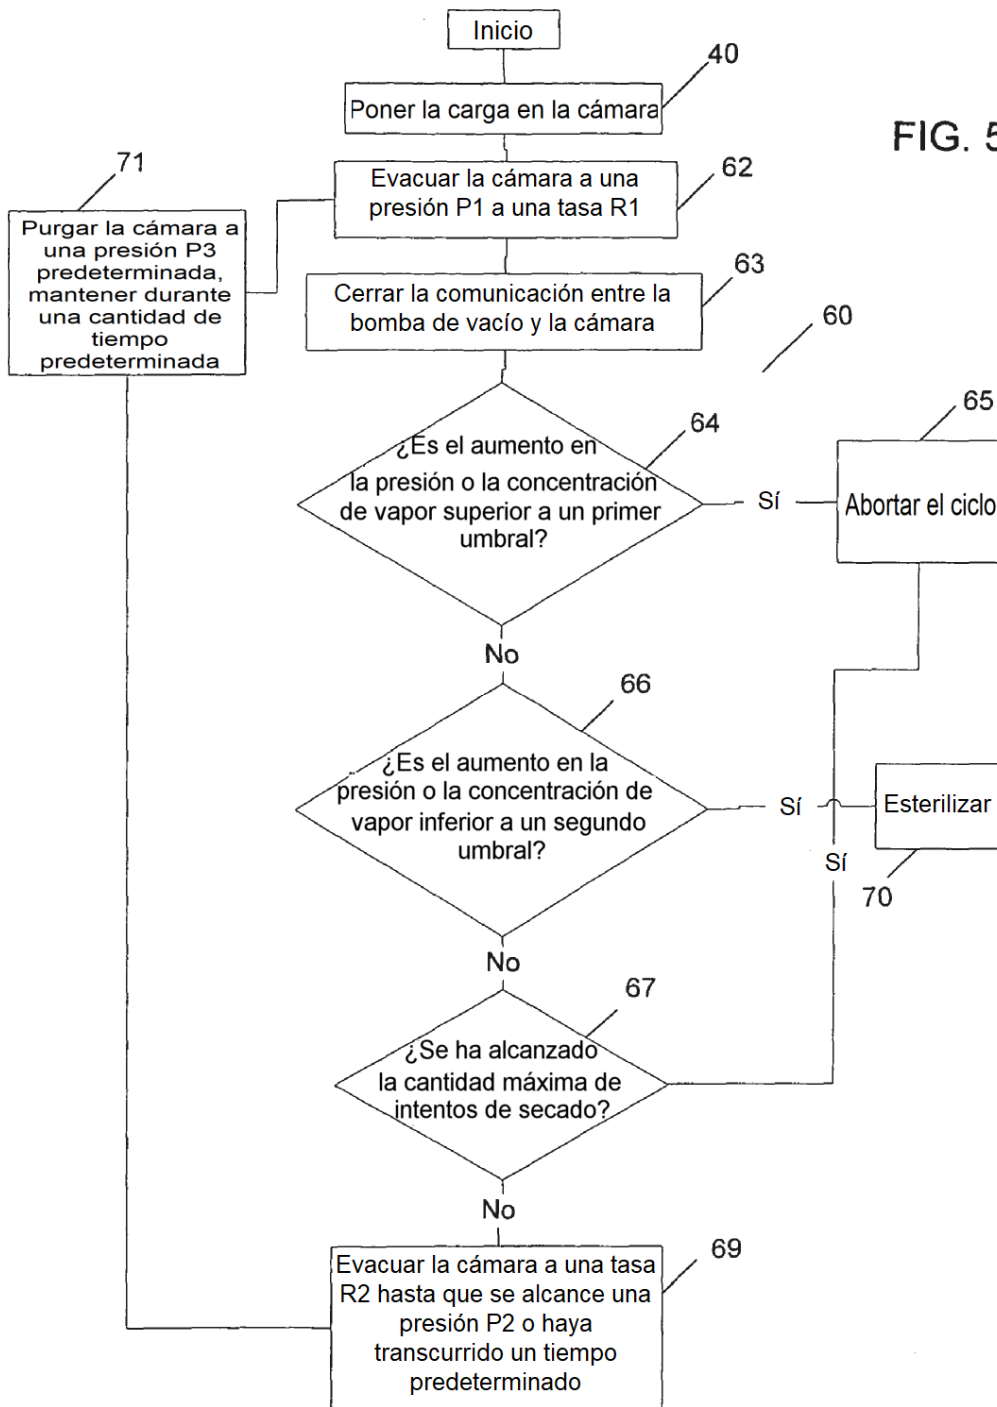 Inicio
40
Poner la carga en la cámara
FIG. 5
71
62
Evacuar la cámara a una
presión P1 a una tasa R1
Purgar la cámara a
una presión P3
predeterminada,
mantener durante
una cantidad de
tiempo
predeterminada
63
Cerrar la comunicación entre la
bomba de vacío y la cámara
60
64
65
¿Es el aumento en
la presión o la concentración
de vapor superior a un primer
umbral?
Sí
Abortar el ciclo
No
66
¿Es el aumento en la
presión o la concentración de
vapor inferior a un segundo
umbral?
Sí
Esterilizar
Sí
70
No
67
¿Se ha alcanzado
la cantidad máxima de
intentos de secado?
No
69
Evacuar la cámara a una tasa
R2 hasta que se alcance una
presión P2 o haya
transcurrido un tiempo
predeterminado